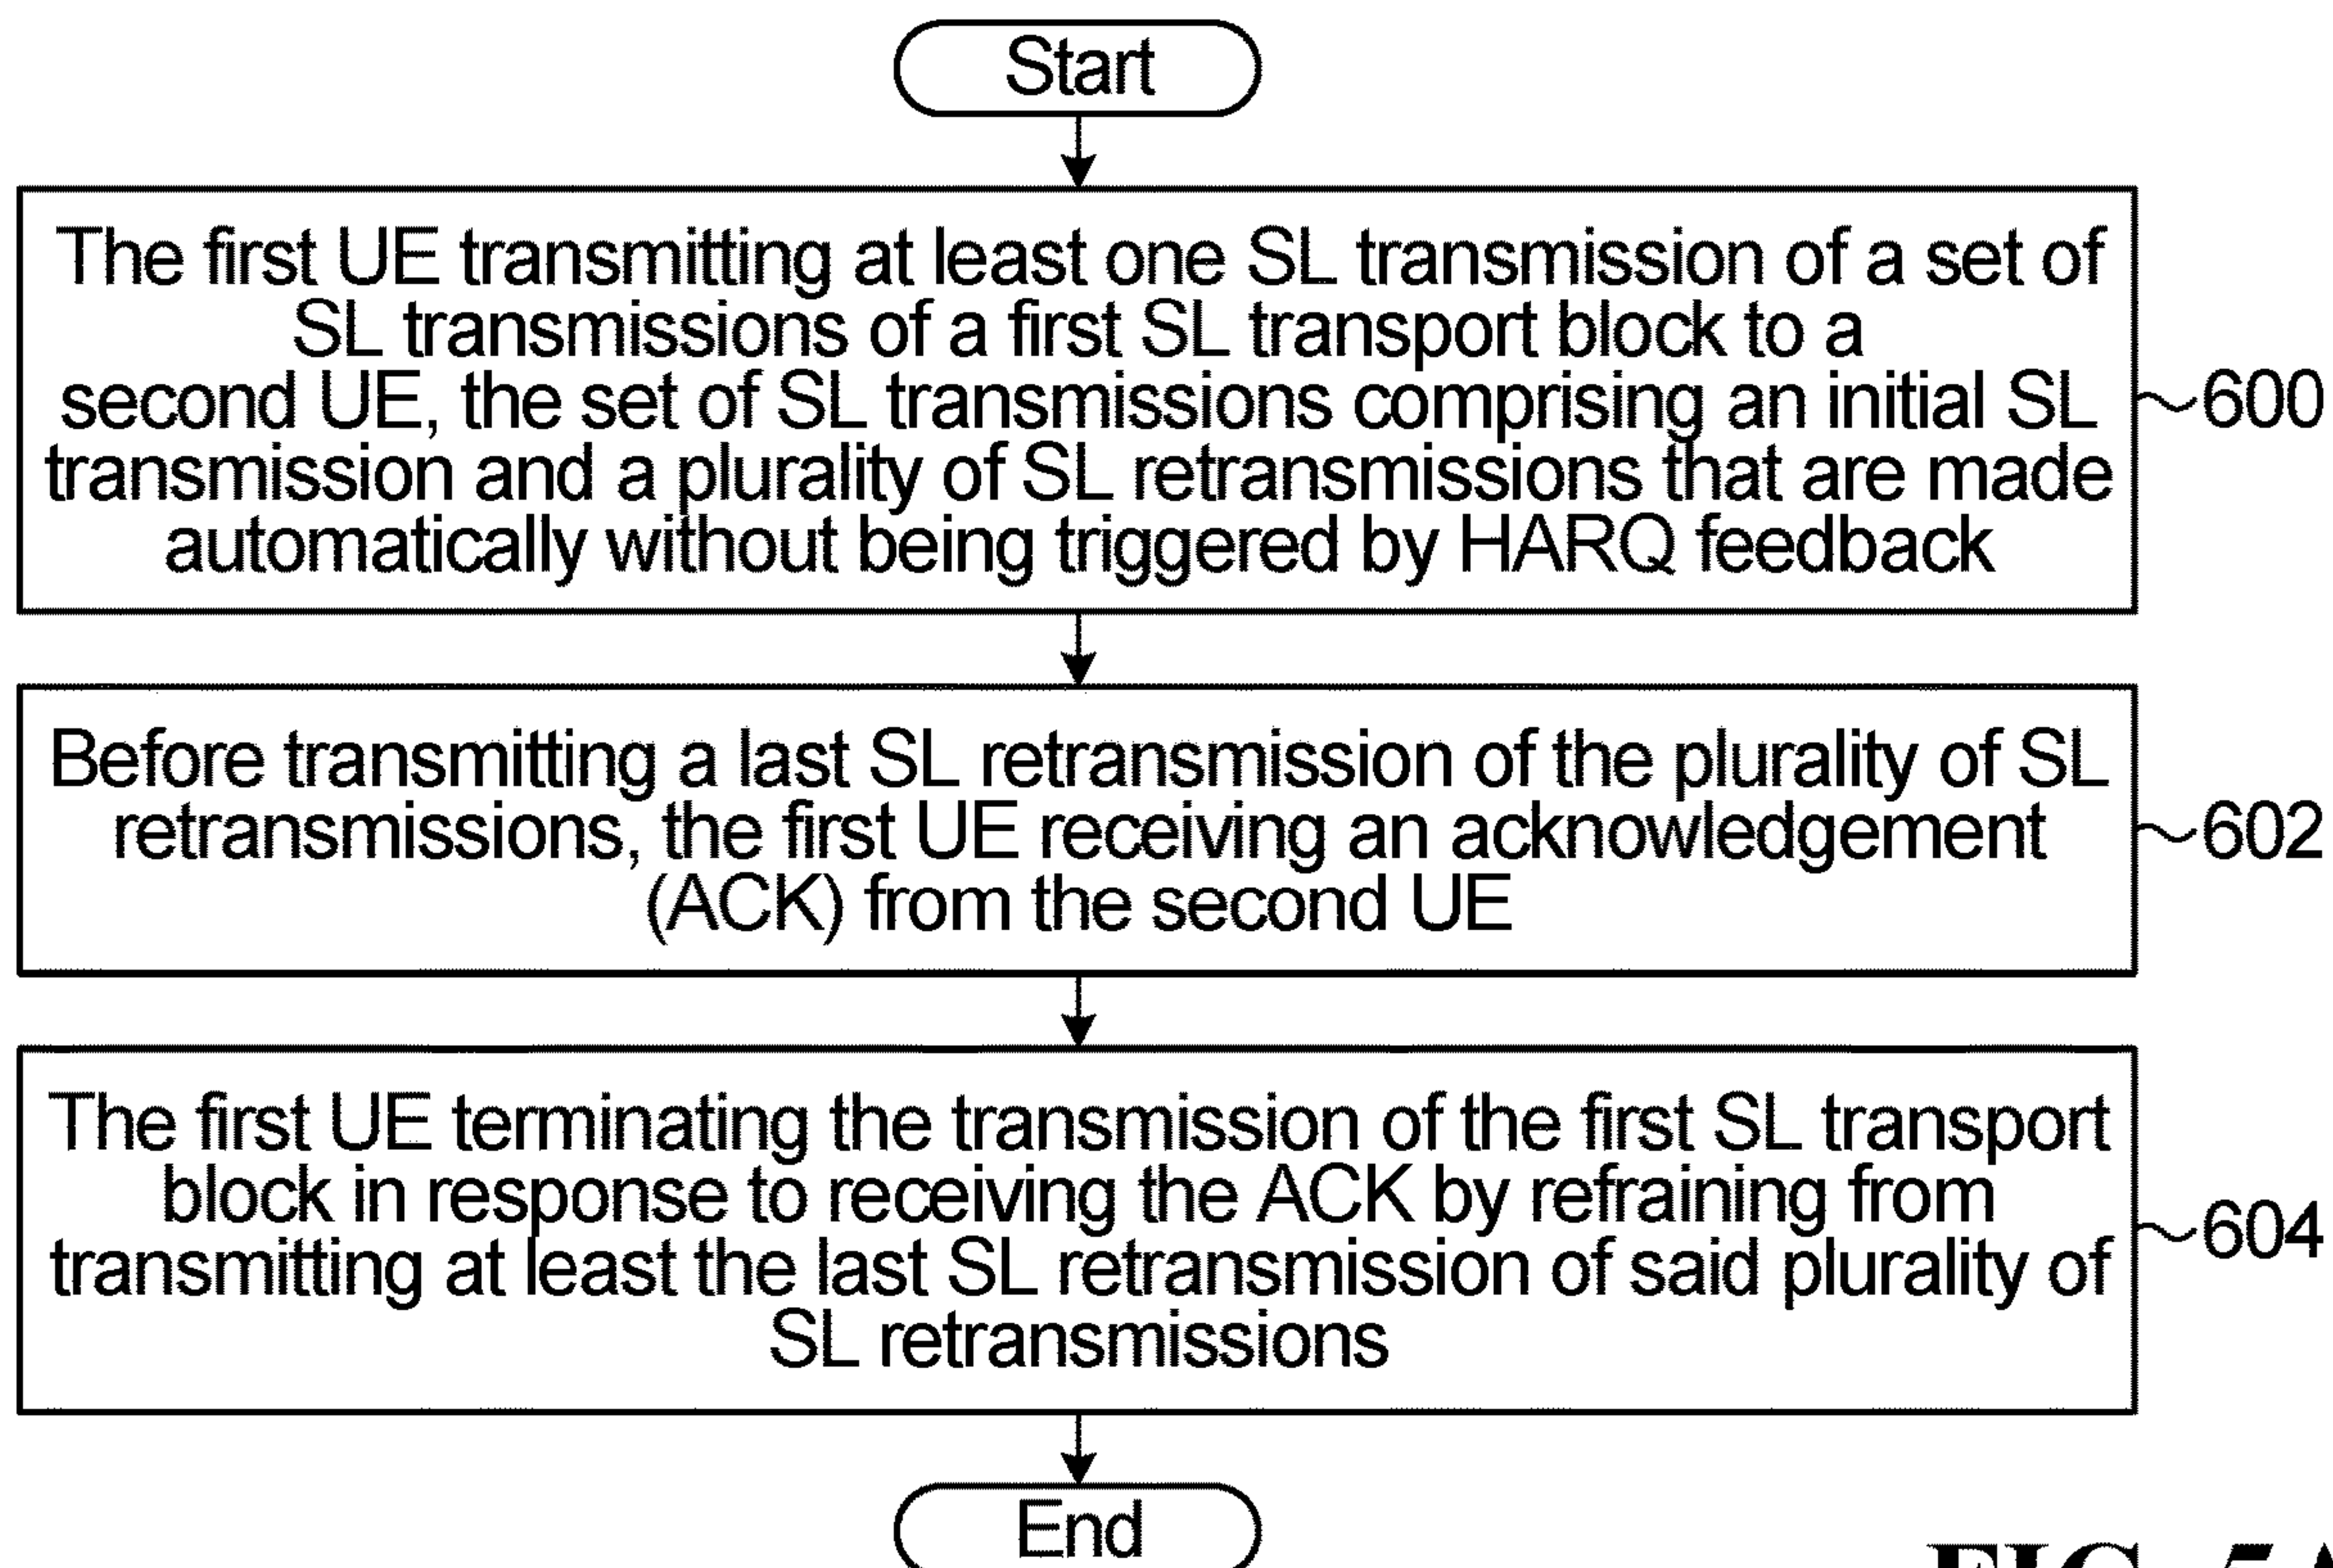 Start
The first UE transmitting at least one SL transmission of a set of
SL transmissions of a first SL transport block to a
second UE, the set of SL transmissions comprising an initial SL
transmission and a plurality of SL retransmissions that are made
automatically without being triggered by HARQ feedback
600
Before transmitting a last SL retransmission of the plurality of SL
retransmissions, the first UE receiving an acknowledgement
(ACK) from the second UE
602
The first UE terminating the transmission of the first SL transport
block in response to receiving the ACK by refraining from
transmitting at least the last SL retransmission of said plurality of
SL retransmissions
604
End